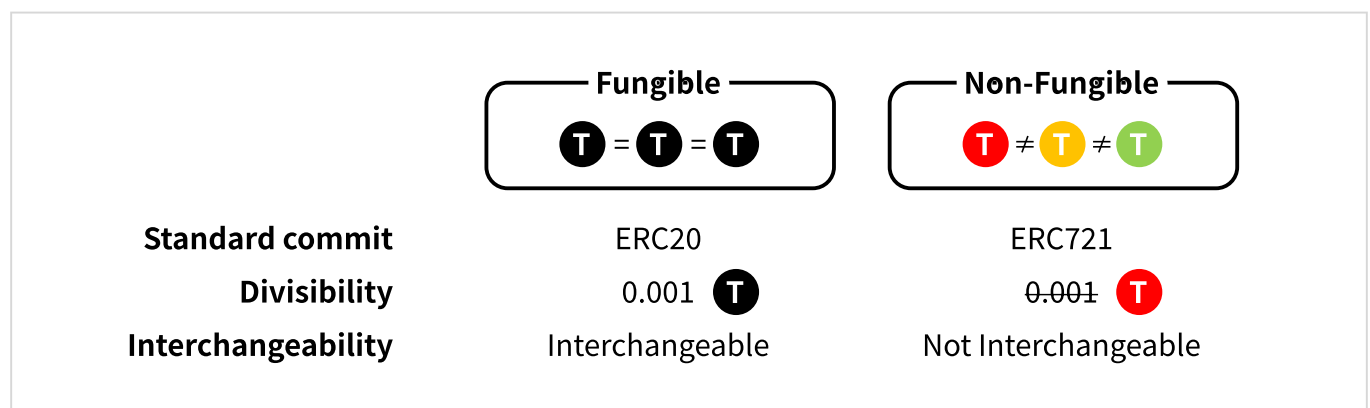 Fungible Non-Fungible
T = T = T T ≠ T ≠ T
Standard commit ERC20 ERC721
Divisibility 0.001 T 0.001 T
Interchangeability Interchangeable Not Interchangeable